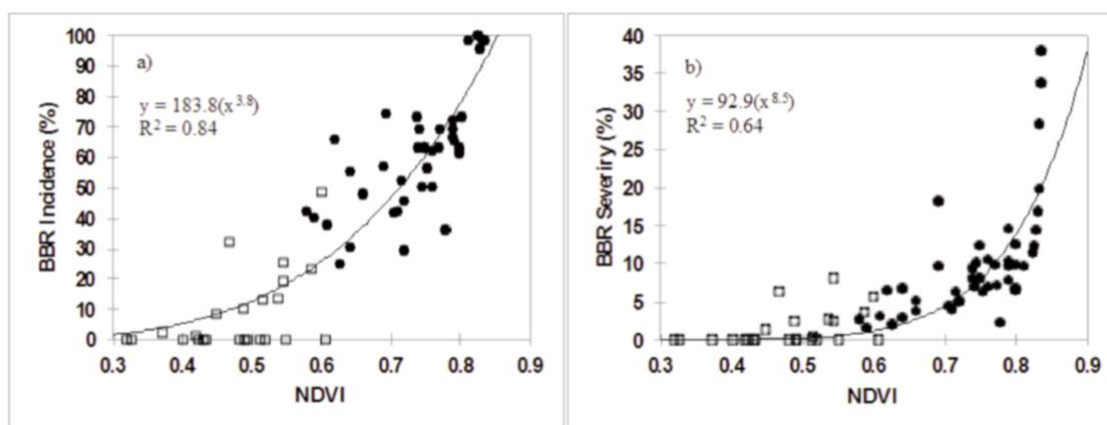 a)
y = 183.8(x^3.8)
R² = 0.84
BBR Incidence (%)
100
90
80
70
60
50
40
30
20
10
0
0.3 0.4 0.5 0.6 0.7 0.8 0.9
NDVI
b)
y = 92.9(x^8.5)
R² = 0.64
BBR Severiry (%)
40
35
30
25
20
15
10
5
0
0.3 0.4 0.5 0.6 0.7 0.8 0.9
NDVI